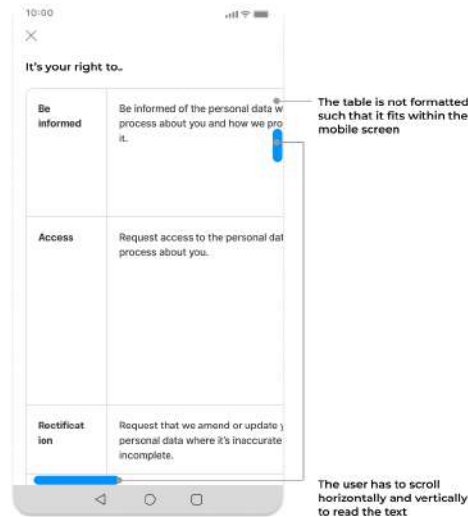 10:00
It's your right to..
Be
informed
Be informed of the personal data w
process about you and how we pro
it.
Access
Request access to the personal dat
process about you.
Rectificat
ion
Request that we amend or update y
personal data where it's inaccurate
incomplete.
The table is not formatted
such that it fits within the
mobile screen
The user has to scroll
horizontally and vertically
to read the text